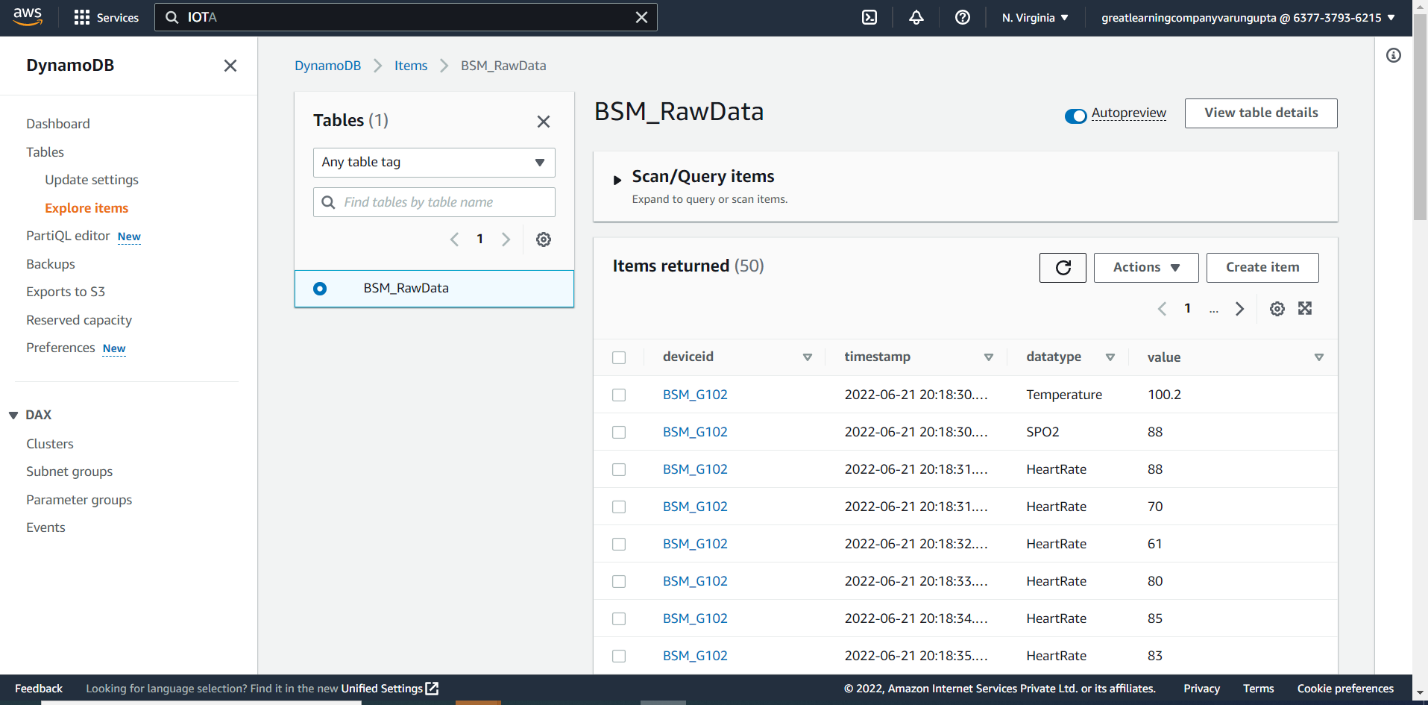 aws
Services
IOTA
N. Virginia
greatlearningcompanyvarungupta @ 6377-3793-6215
DynamoDB
Dashboard
Tables
Update settings
Explore items
PartiQL editor New
Backups
Exports to S3
Reserved capacity
Preferences New
DAX
Clusters
Subnet groups
Parameter groups
Events
DynamoDB Items BSM_RawData
Tables (1)
Any table tag
Find tables by table name
1
BSM_RawData
BSM_RawData
Autopreview
View table details
Scan/Query items
Expand to query or scan items.
Items returned (50)
Actions
Create item
1 ...
deviceid timestamp datatype value
BSM_G102 2022-06-21 20:18:30.... Temperature 100.2
BSM_G102 2022-06-21 20:18:30.... SPO2 88
BSM_G102 2022-06-21 20:18:31.... HeartRate 88
BSM_G102 2022-06-21 20:18:31.... HeartRate 70
BSM_G102 2022-06-21 20:18:32.... HeartRate 61
BSM_G102 2022-06-21 20:18:33.... HeartRate 80
BSM_G102 2022-06-21 20:18:34.... HeartRate 85
BSM_G102 2022-06-21 20:18:35.... HeartRate 83
Feedback Looking for language selection? Find it in the new Unified Settings
© 2022, Amazon Internet Services Private Ltd. or its affiliates. Privacy Terms Cookie preferences